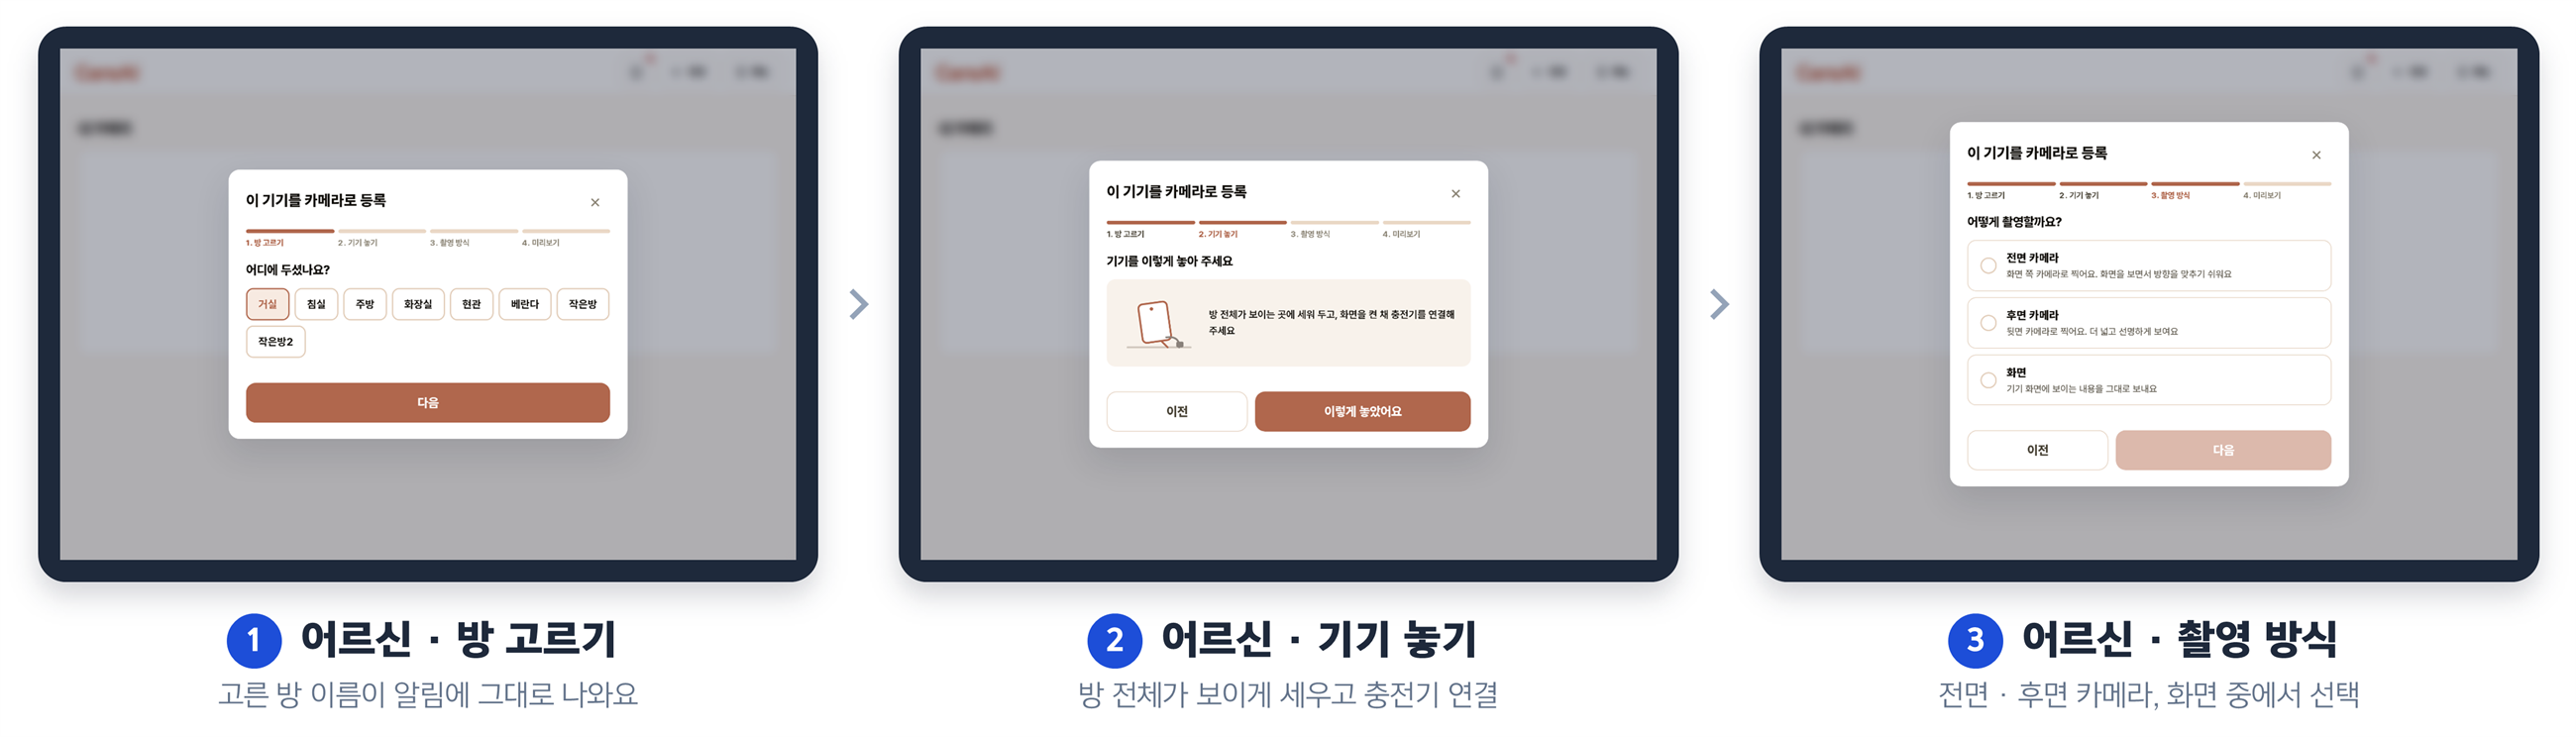 이 기기를 카메라로 등록
×
1. 방 고르기
2. 기기 놓기
3. 촬영 방식
4. 미리보기
어디에 두셨나요?
거실
침실
주방
화장실
현관
베란다
작은방
작은방2
다음
1 어르신 · 방 고르기
고른 방 이름이 알림에 그대로 나와요
이 기기를 카메라로 등록
×
1. 방 고르기
2. 기기 놓기
3. 촬영 방식
4. 미리보기
기기를 이렇게 놓아 주세요
방 전체가 보이는 곳에 세워 두고, 화면을 켠 채 충전기를 연결해
주세요
이전
이렇게 놓았어요
2 어르신 · 기기 놓기
방 전체가 보이게 세우고 충전기 연결
이 기기를 카메라로 등록
×
1. 방 고르기
2. 기기 놓기
3. 촬영 방식
4. 미리보기
어떻게 촬영할까요?
전면 카메라
화면 쪽 카메라로 찍어요. 화면을 보면서 방향을 맞추기 쉬워요
후면 카메라
뒷면 카메라로 찍어요. 더 넓고 선명하게 보여요
화면
기기 화면에 보이는 내용을 그대로 보내요
이전
다음
3 어르신 · 촬영 방식
전면 · 후면 카메라, 화면 중에서 선택